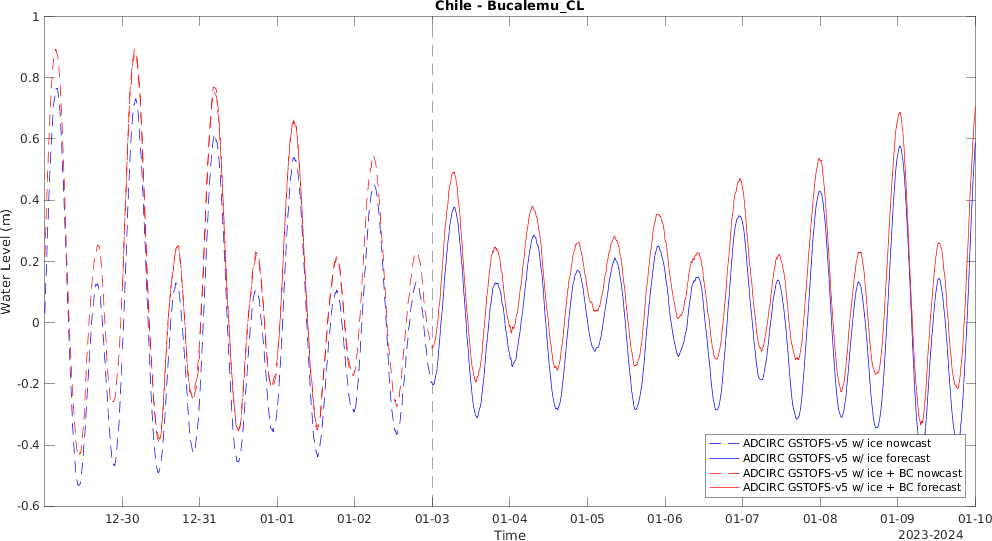 Chile - Bucalemu_CL
Water Level (m)
1
0.8
0.6
0.4
0.2
0
-0.2
-0.4
-0.6
ADCIRC GSTOFS-v5 w/ ice nowcast
ADCIRC GSTOFS-v5 w/ ice forecast
ADCIRC GSTOFS-v5 w/ ice + BC nowcast
ADCIRC GSTOFS-v5 w/ ice + BC forecast
12-30 12-31 01-01 01-02 01-03 01-04 01-05 01-06 01-07 01-08 01-09 01-10
Time
2023-2024